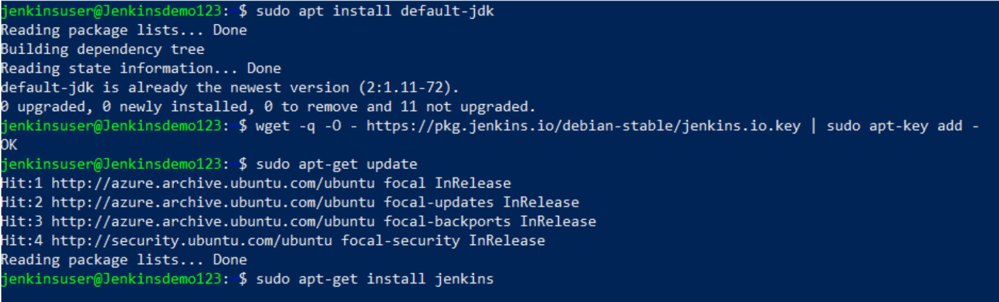 jenkinsuser@Jenkinsdemo123:~$ sudo apt install default-jdk
Reading package lists... Done
Building dependency tree
Reading state information... Done
default-jdk is already the newest version (2:1.11-72).
0 upgraded, 0 newly installed, 0 to remove and 11 not upgraded.
jenkinsuser@Jenkinsdemo123:~$ wget -q -O - https://pkg.jenkins.io/debian-stable/jenkins.io.key | sudo apt-key add -
OK
jenkinsuser@Jenkinsdemo123:~$ sudo apt-get update
Hit:1 http://azure.archive.ubuntu.com/ubuntu focal InRelease
Hit:2 http://azure.archive.ubuntu.com/ubuntu focal-updates InRelease
Hit:3 http://azure.archive.ubuntu.com/ubuntu focal-backports InRelease
Hit:4 http://security.ubuntu.com/ubuntu focal-security InRelease
Reading package lists... Done
jenkinsuser@Jenkinsdemo123:~$ sudo apt-get install jenkins